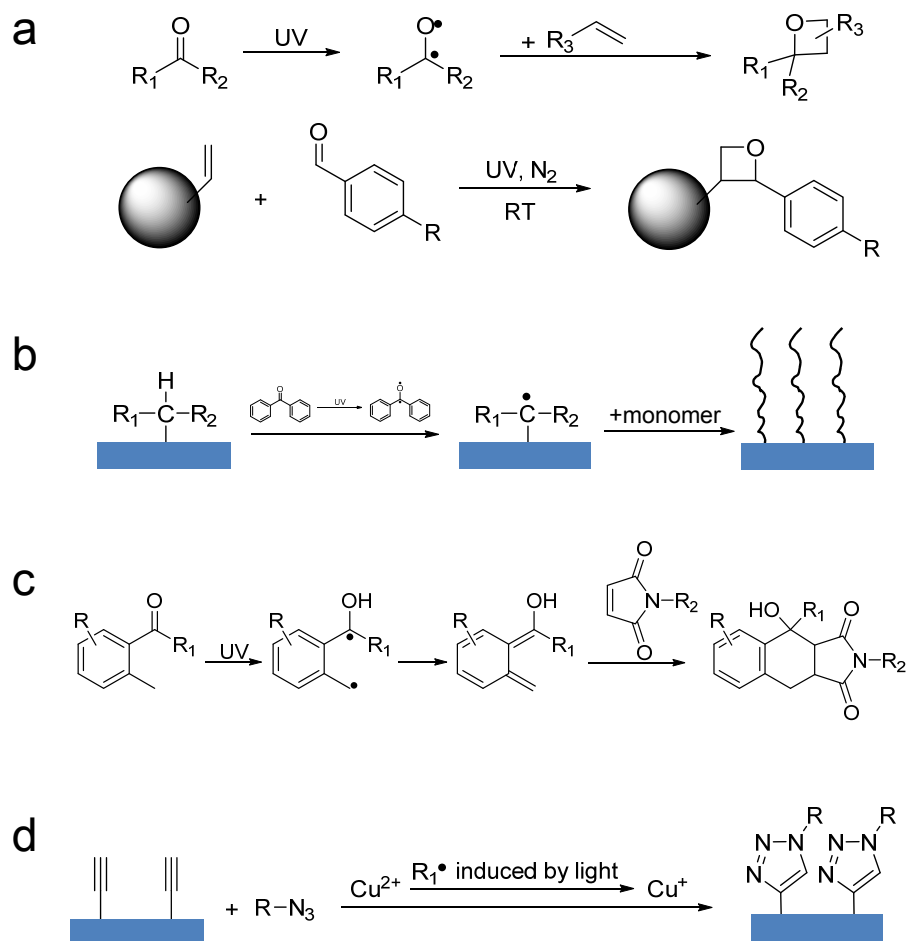 a
O
R1 R2
UV
O•
•
R1 R2
+ R3
O
R3
R1
R2
+
O
R
UV, N2
RT
O
R
b
H
R1–C–R2
O
UV
O
R1–C–R2
+monomer
c
R
O
R1
UV
R
OH
R1
R
OH
R1
O
N–R2
O
R
HO R1
O
N–R2
O
d
+ R–N3
Cu2+
R1• induced by light
Cu+
R
N N
N
R
N N
N